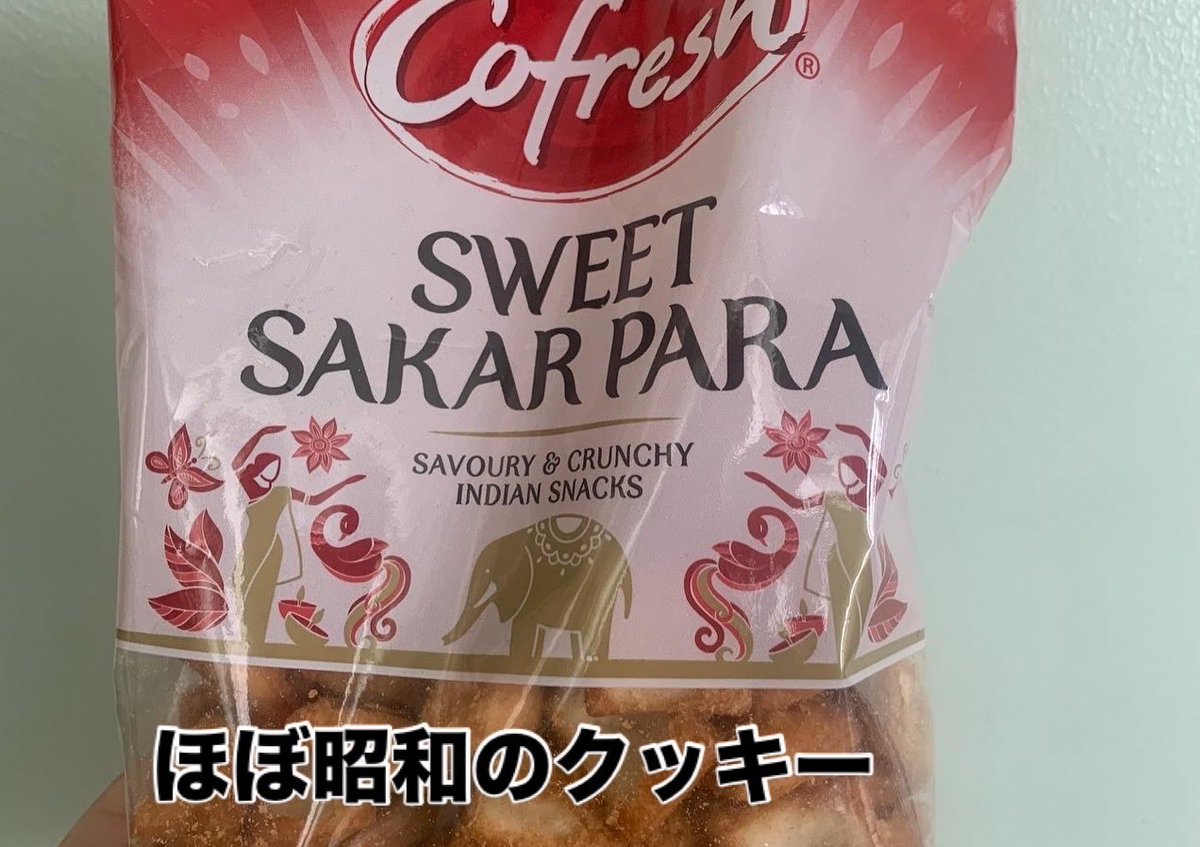 Cofresh®
SWEET
SAKAR PARA
SAVOURY & CRUNCHY
INDIAN SNACKS
ほぼ昭和のクッキー